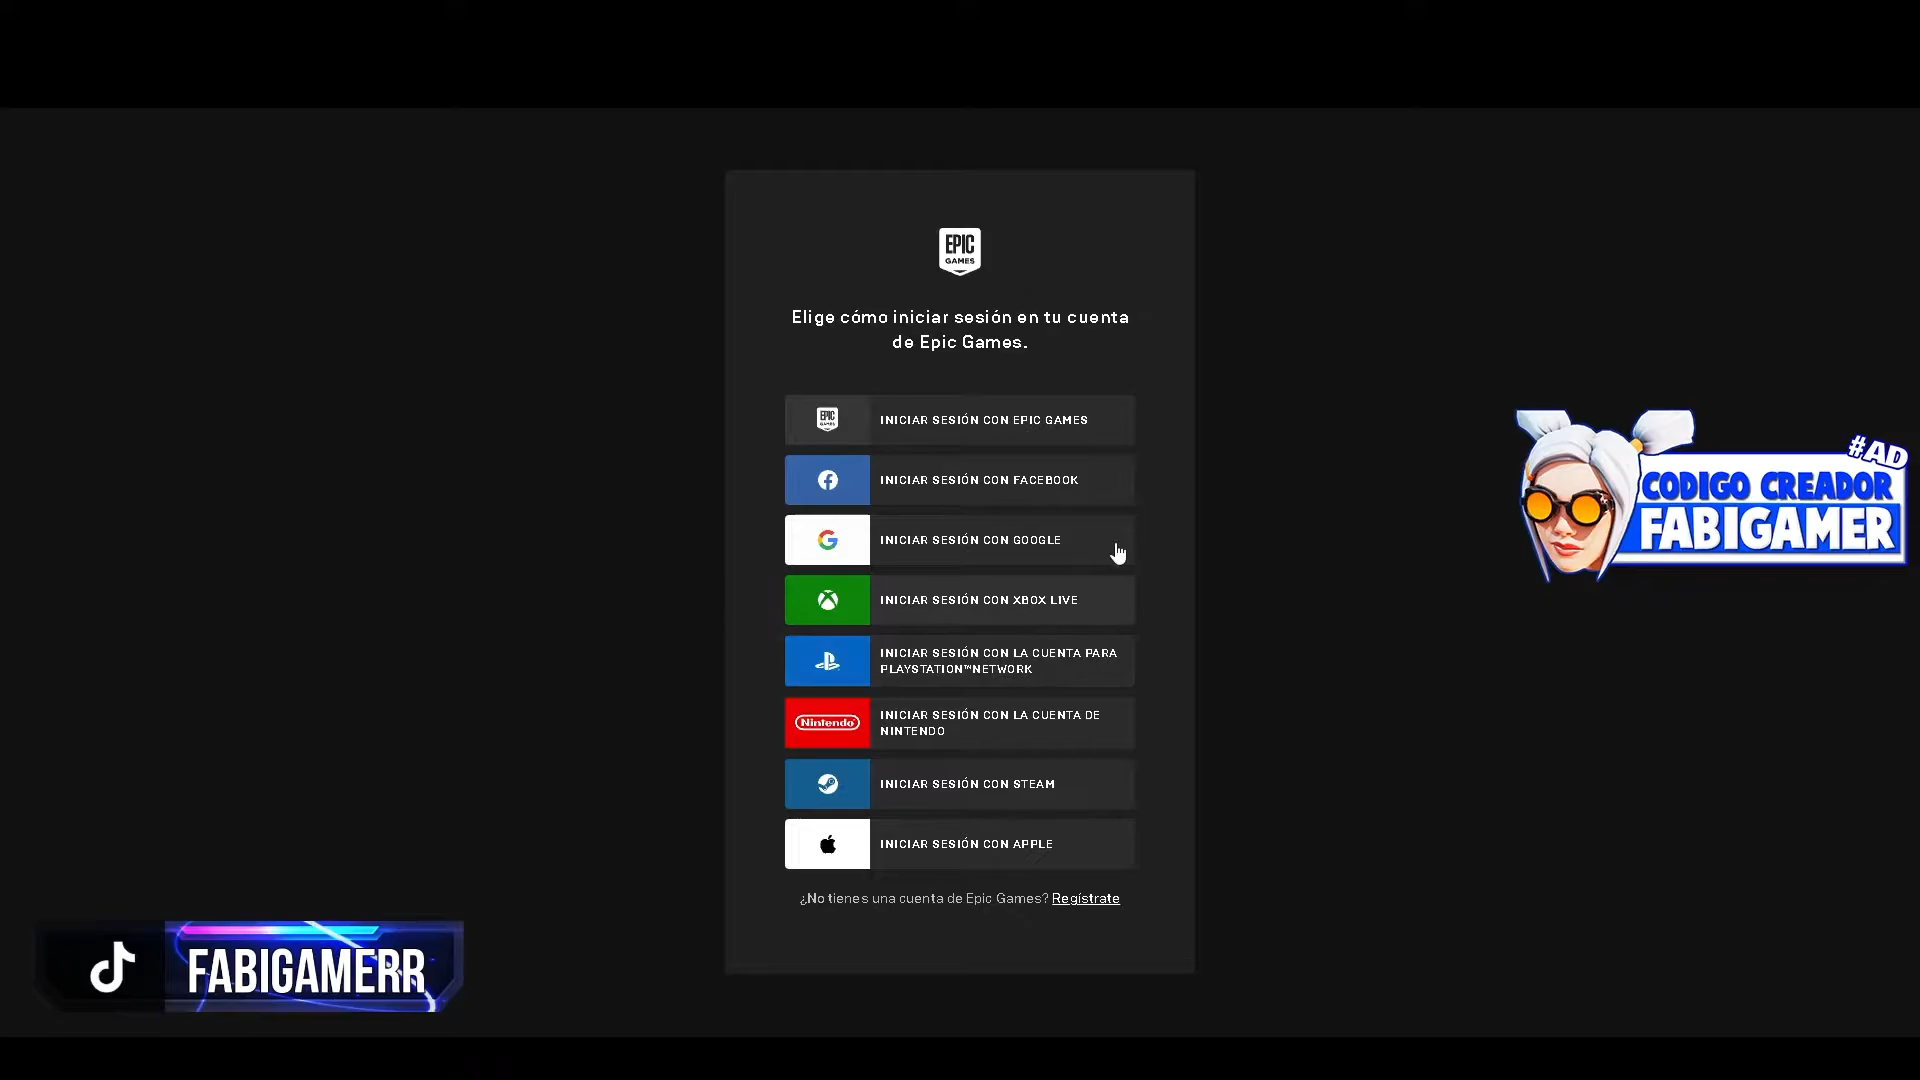 EPIC
GAMES
Elige cómo iniciar sesión en tu cuenta
de Epic Games.
EPIC
GAMES
INICIAR SESIÓN CON EPIC GAMES
INICIAR SESIÓN CON FACEBOOK
INICIAR SESIÓN CON GOOGLE
INICIAR SESIÓN CON XBOX LIVE
INICIAR SESIÓN CON LA CUENTA PARA
PLAYSTATION™NETWORK
Nintendo
INICIAR SESIÓN CON LA CUENTA DE
NINTENDO
INICIAR SESIÓN CON STEAM
INICIAR SESIÓN CON APPLE
¿No tienes una cuenta de Epic Games? Regístrate
#AD
CODIGO CREADOR
FABIGAMER
FABIGAMERR